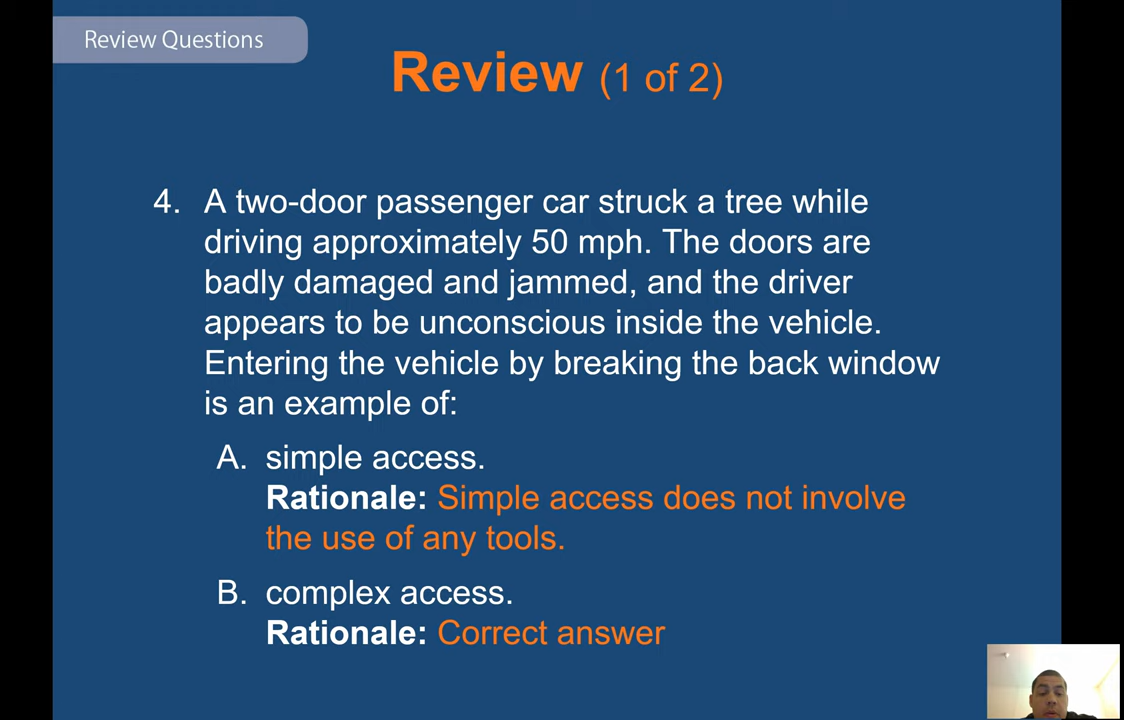 Review Questions
Review (1 of 2)
4. A two-door passenger car struck a tree while
driving approximately 50 mph. The doors are
badly damaged and jammed, and the driver
appears to be unconscious inside the vehicle.
Entering the vehicle by breaking the back window
is an example of:
A. simple access.
Rationale: Simple access does not involve
the use of any tools.
B. complex access.
Rationale: Correct answer